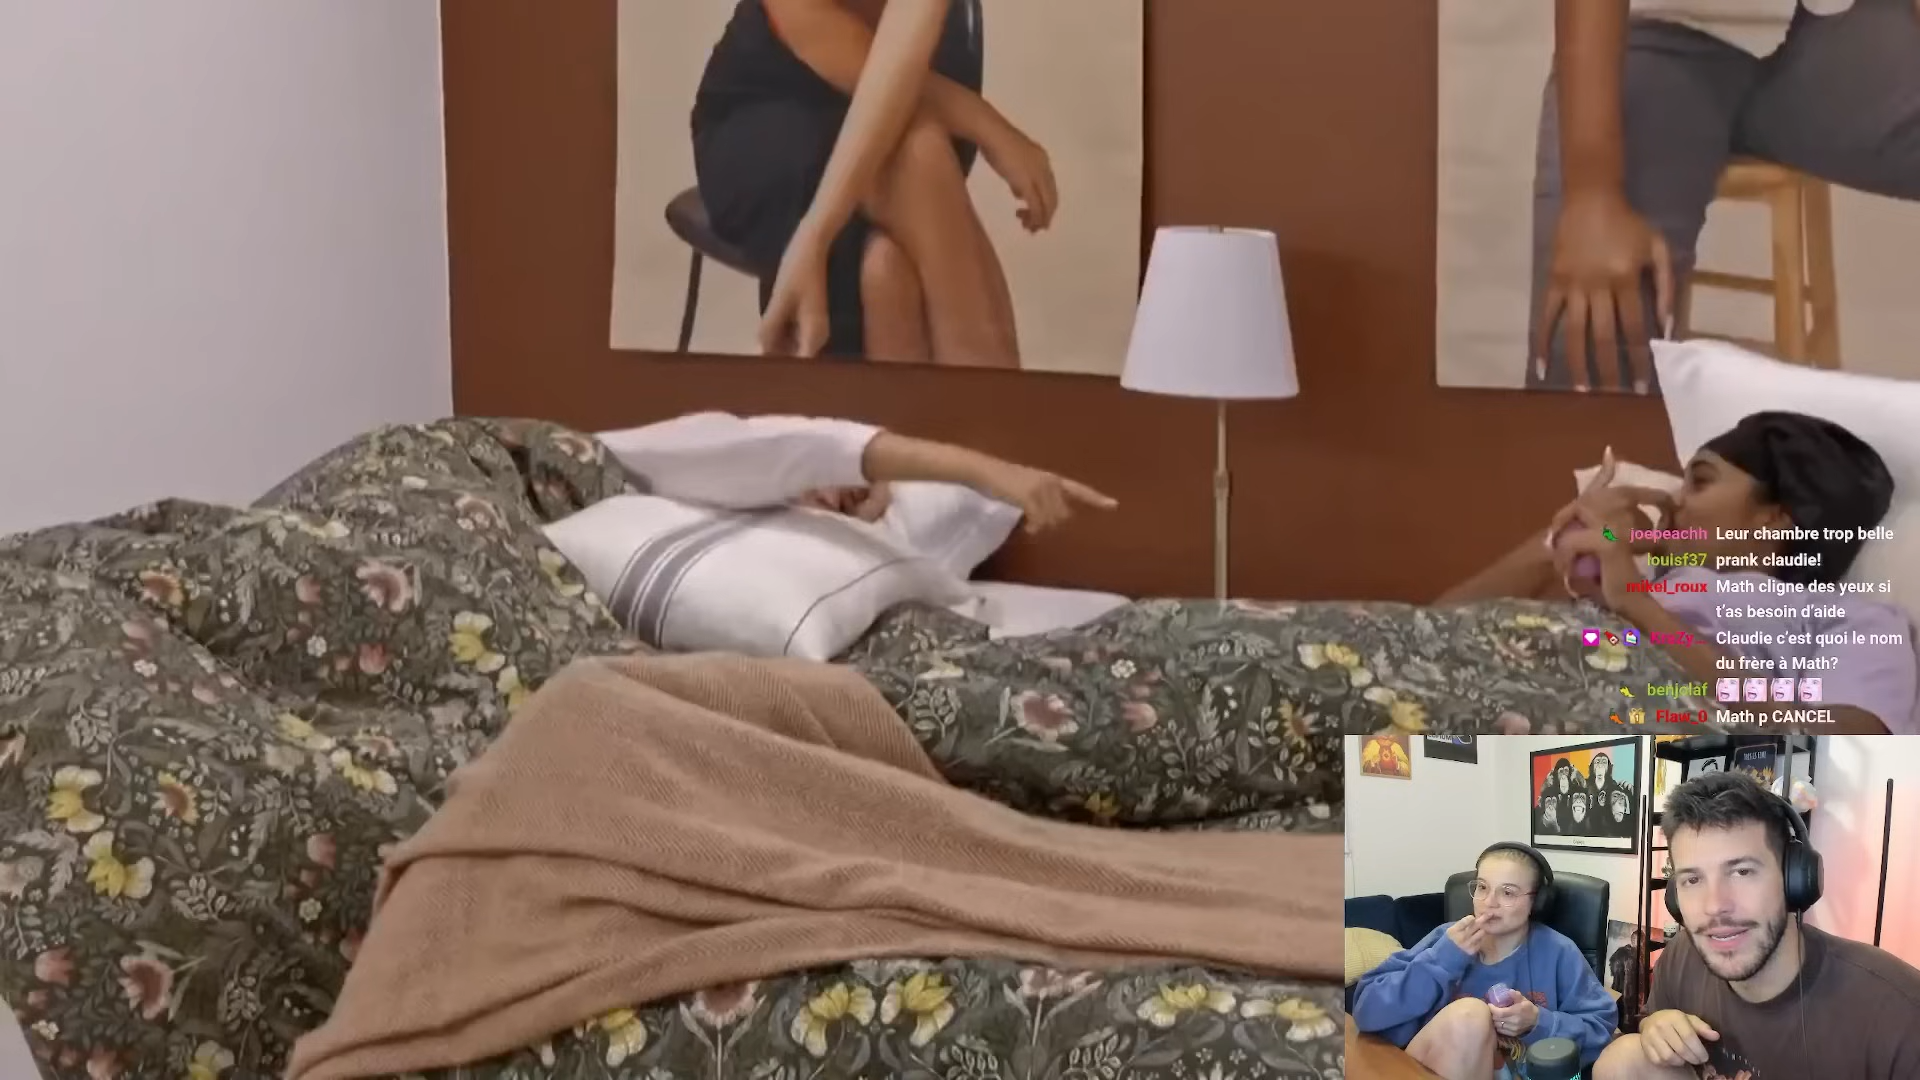 joepeachh Leur chambre trop belle
louisf37 prank claudie!
mikel_roux Math cligne des yeux si
t'as besoin d'aide
Claudie c'est quoi le nom
du frère à Math?
benjolaf
Flaw_0 Math p CANCEL